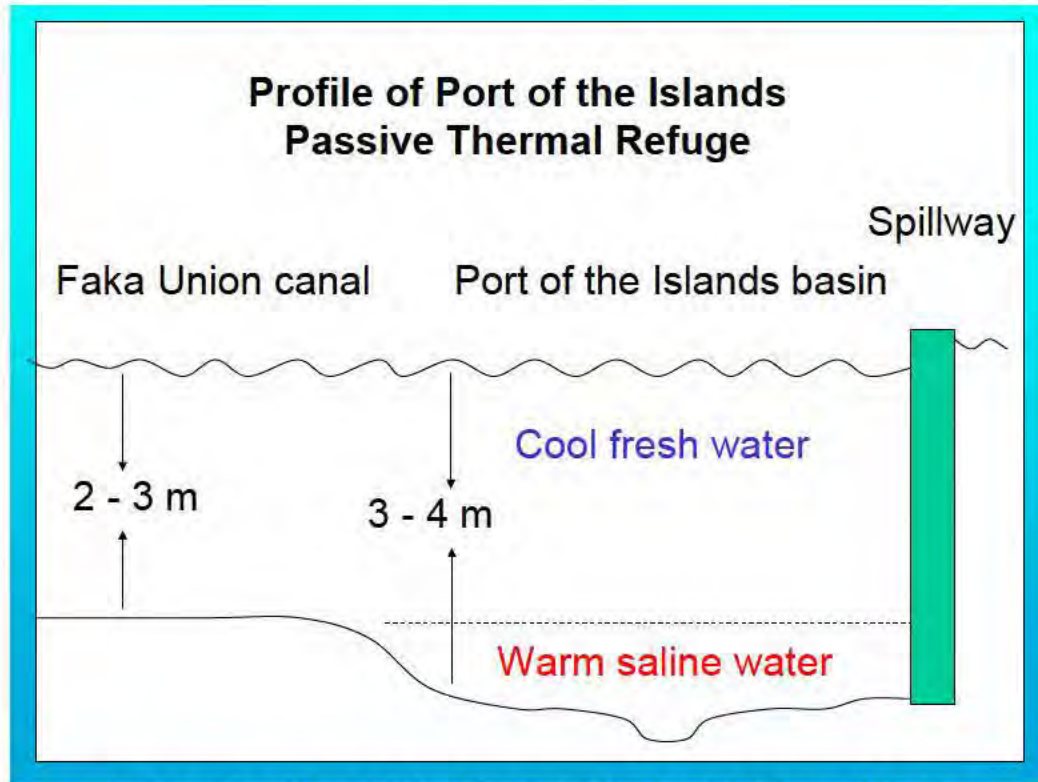 Profile of Port of the Islands
Passive Thermal Refuge
Spillway
Faka Union canal
Port of the Islands basin
Cool fresh water
2 - 3 m
3 - 4 m
Warm saline water